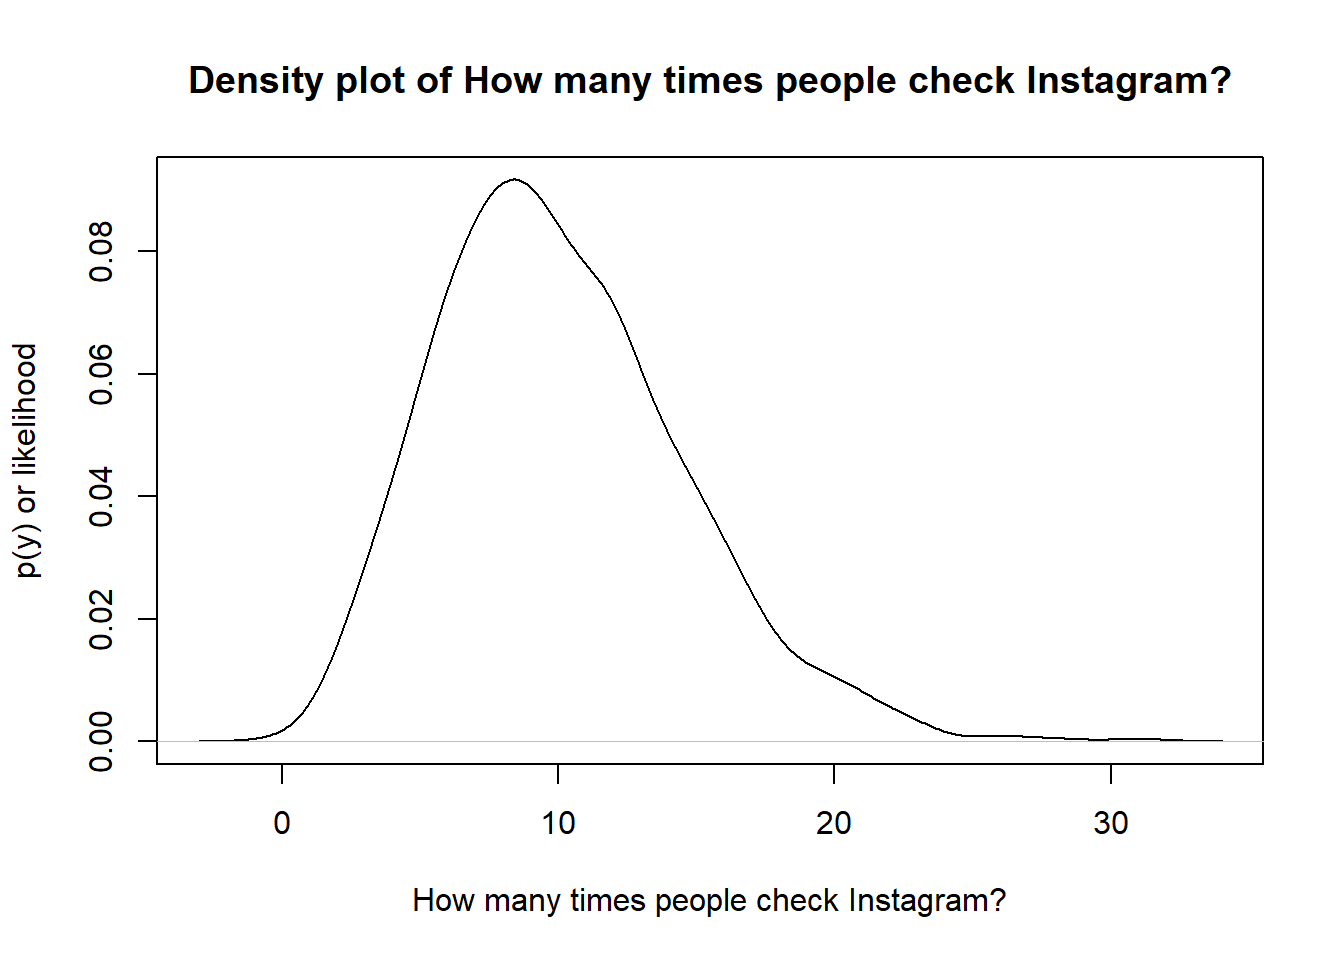 Density plot of How many times people check Instagram?
p(y) or likelihood
0.08
0.06
0.04
0.02
0.00
0 10 20 30
How many times people check Instagram?